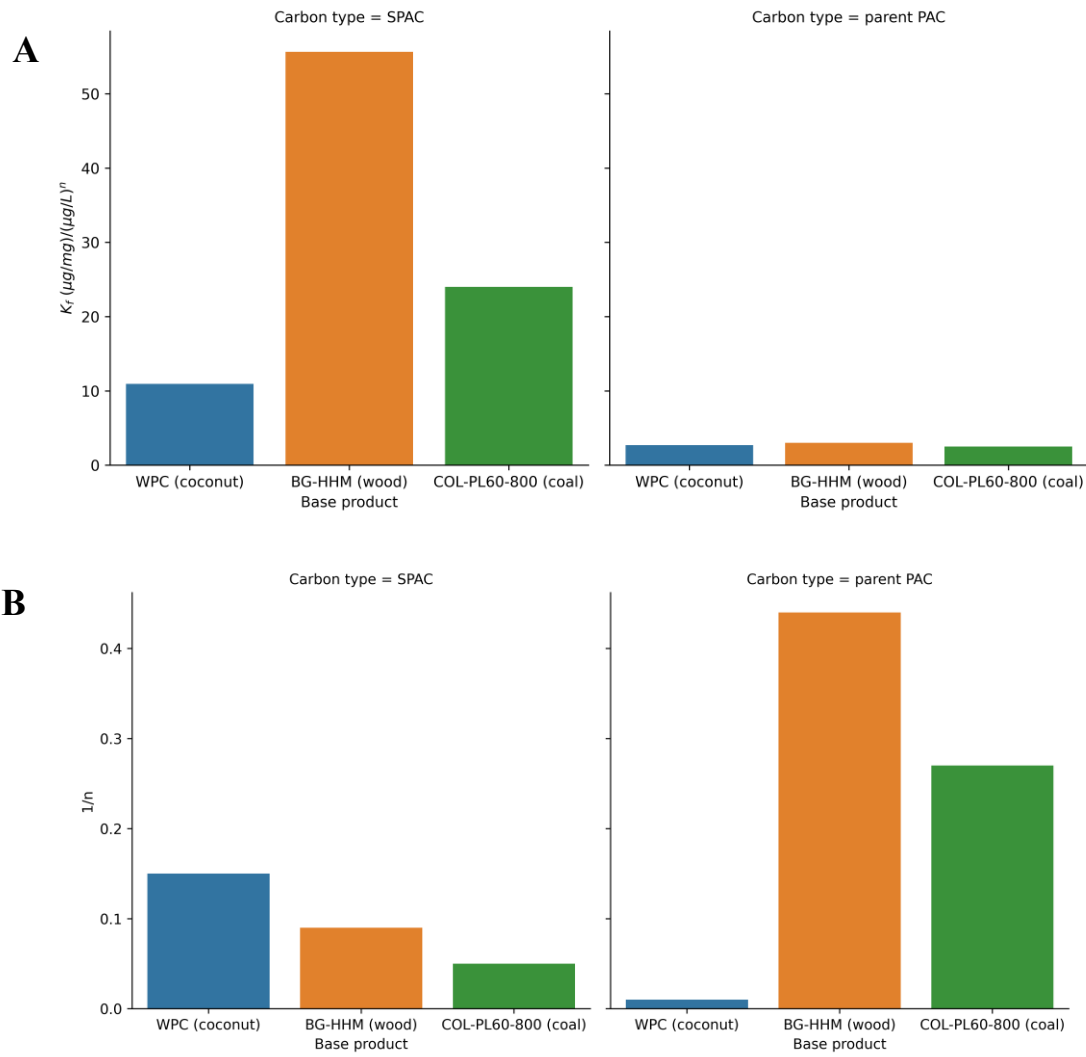 A
Carbon type = SPAC
Carbon type = parent PAC
50
40
30
20
10
0
K_f (μg/mg)/(μg/L)^n
WPC (coconut) BG-HHM (wood) COL-PL60-800 (coal)
Base product
WPC (coconut) BG-HHM (wood) COL-PL60-800 (coal)
Base product
B
Carbon type = SPAC
Carbon type = parent PAC
0.4
0.3
0.2
0.1
0.0
1/n
WPC (coconut) BG-HHM (wood) COL-PL60-800 (coal)
Base product
WPC (coconut) BG-HHM (wood) COL-PL60-800 (coal)
Base product